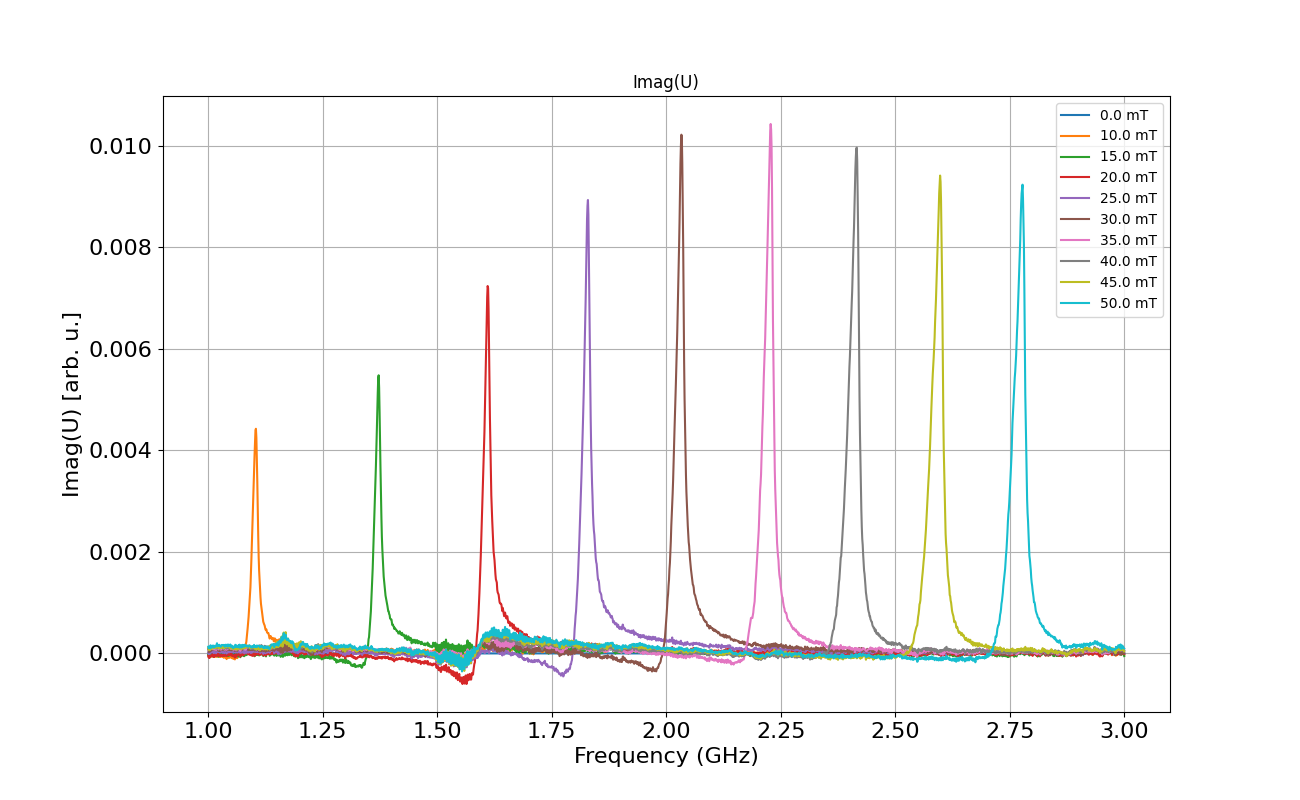 Imag(U)
0.0 mT
10.0 mT
15.0 mT
20.0 mT
25.0 mT
30.0 mT
35.0 mT
40.0 mT
45.0 mT
50.0 mT
0.010
0.008
0.006
0.004
0.002
0.000
Imag(U) [arb. u.]
1.00 1.25 1.50 1.75 2.00 2.25 2.50 2.75 3.00
Frequency (GHz)